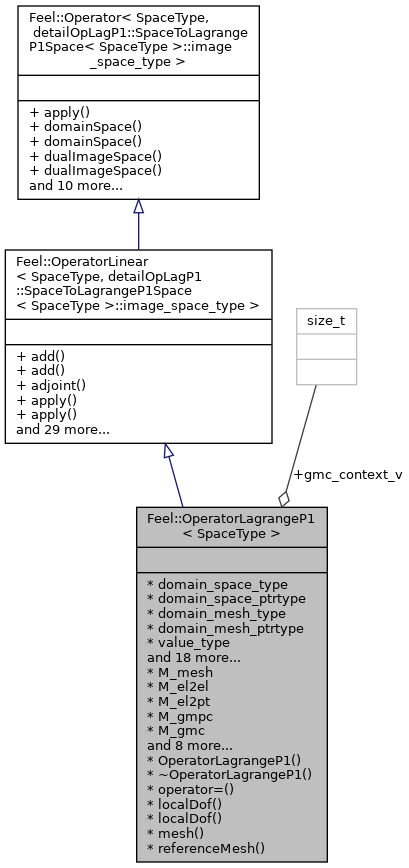 Feel::Operator< SpaceType,
detailOpLagP1::SpaceToLagrange
P1Space< SpaceType >::image
_space_type >
+ apply()
+ domainSpace()
+ domainSpace()
+ dualImageSpace()
+ dualImageSpace()
and 10 more...
Feel::OperatorLinear
< SpaceType, detailOpLagP1
::SpaceToLagrangeP1Space
< SpaceType >::image_space_type >
+ add()
+ add()
+ adjoint()
+ apply()
+ apply()
and 29 more...
size_t
+gmc_context_v
Feel::OperatorLagrangeP1
< SpaceType >
* domain_space_type
* domain_space_ptrtype
* domain_mesh_type
* domain_mesh_ptrtype
* value_type
and 18 more...
* M_mesh
* M_el2el
* M_el2pt
* M_gmpc
* M_gmc
and 8 more...
* OperatorLagrangeP1()
* ~OperatorLagrangeP1()
* operator=()
* localDof()
* localDof()
* mesh()
* referenceMesh()